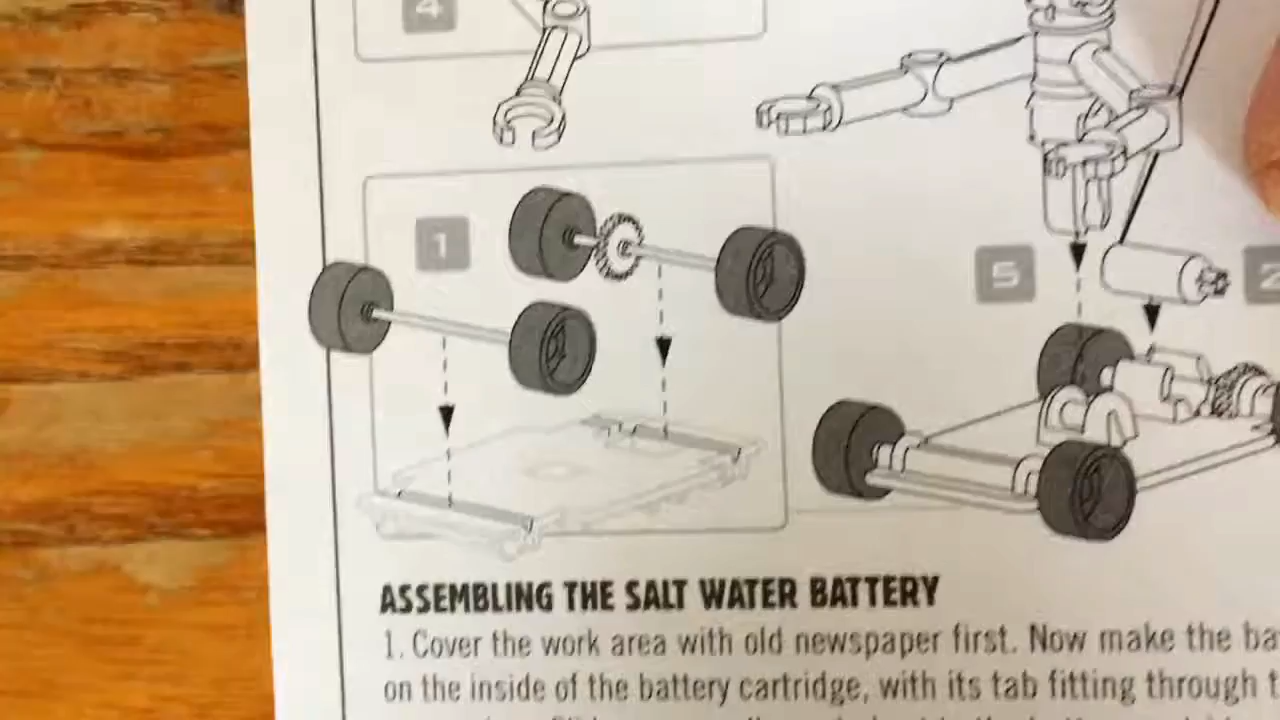 4
1
5
2
ASSEMBLING THE SALT WATER BATTERY
1. Cover the work area with old newspaper first. Now make the
on the inside of the battery cartridge, with its tab fitting through